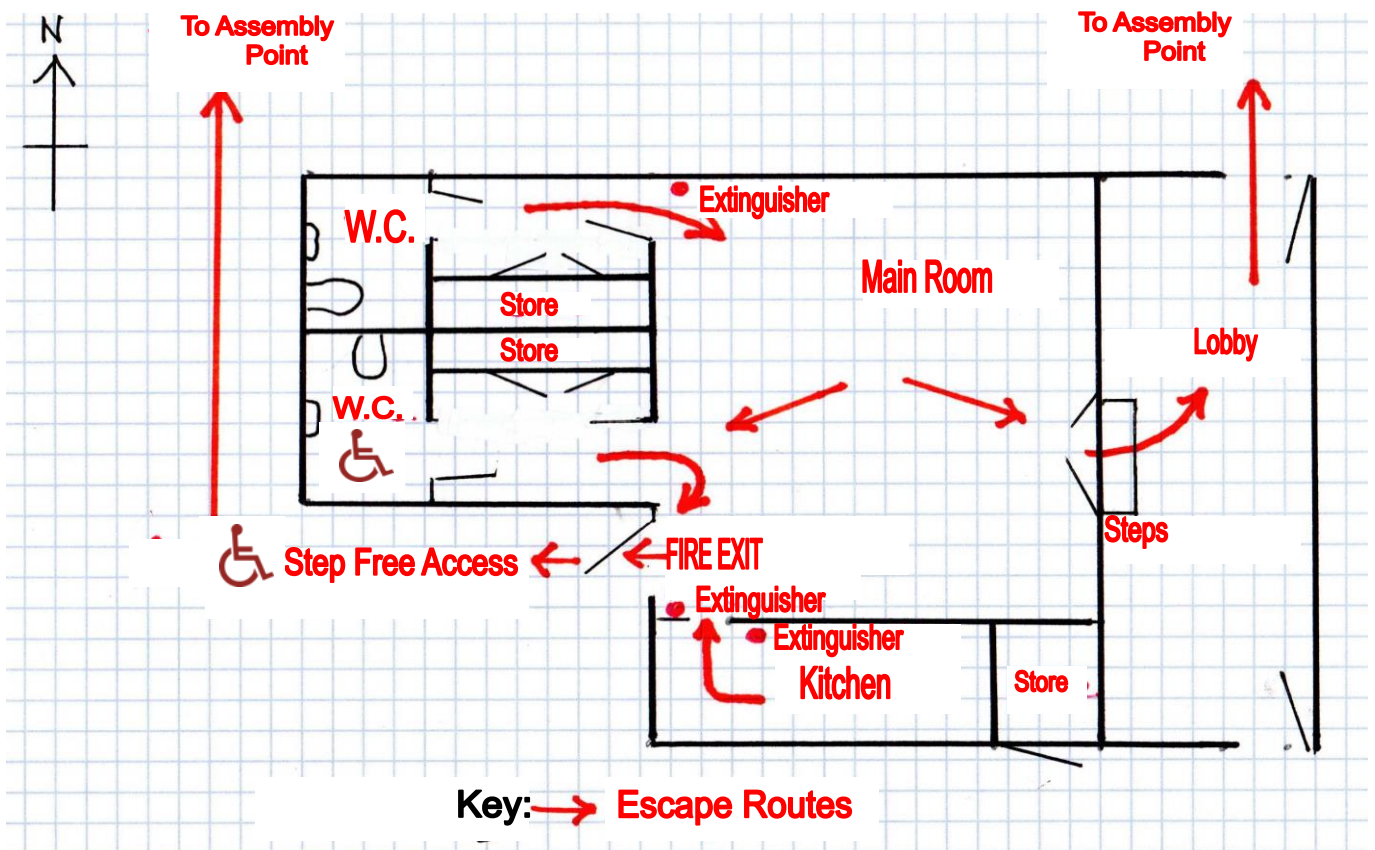 N
To Assembly
Point
To Assembly
Point
W.C.
Extinguisher
Main Room
Store
Store
Lobby
W.C.
Steps
Step Free Access
FIRE EXIT
Extinguisher
Extinguisher
Kitchen
Store
Key:
Escape Routes